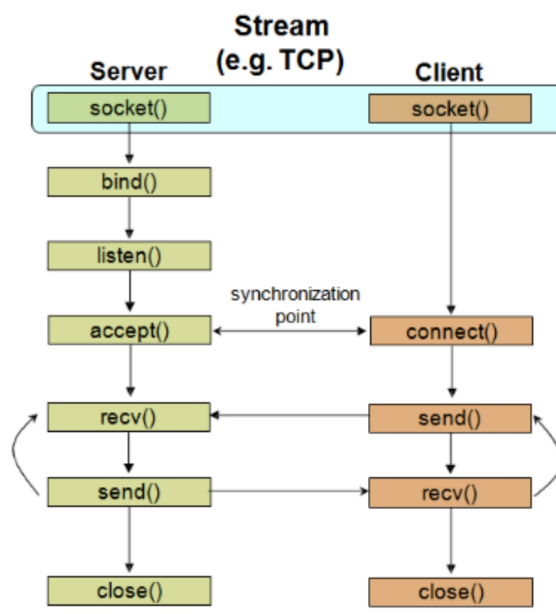 Stream
(e.g. TCP)
Server
Client
socket()
socket()
bind()
listen()
synchronization
point
accept()
connect()
recv()
send()
send()
recv()
close()
close()